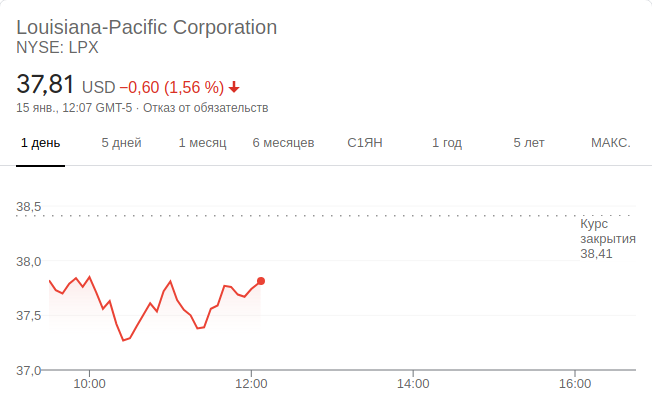 Louisiana-Pacific Corporation
NYSE: LPX
37,81 USD −0,60 (1,56 %)
15 янв., 12:07 GMT-5 · Отказ от обязательств
1 день 5 дней 1 месяц 6 месяцев С1ЯН 1 год 5 лет МАКС.
38,5
Курс
закрытия
38,41
38,0
37,5
37,0
10:00 12:00 14:00 16:00